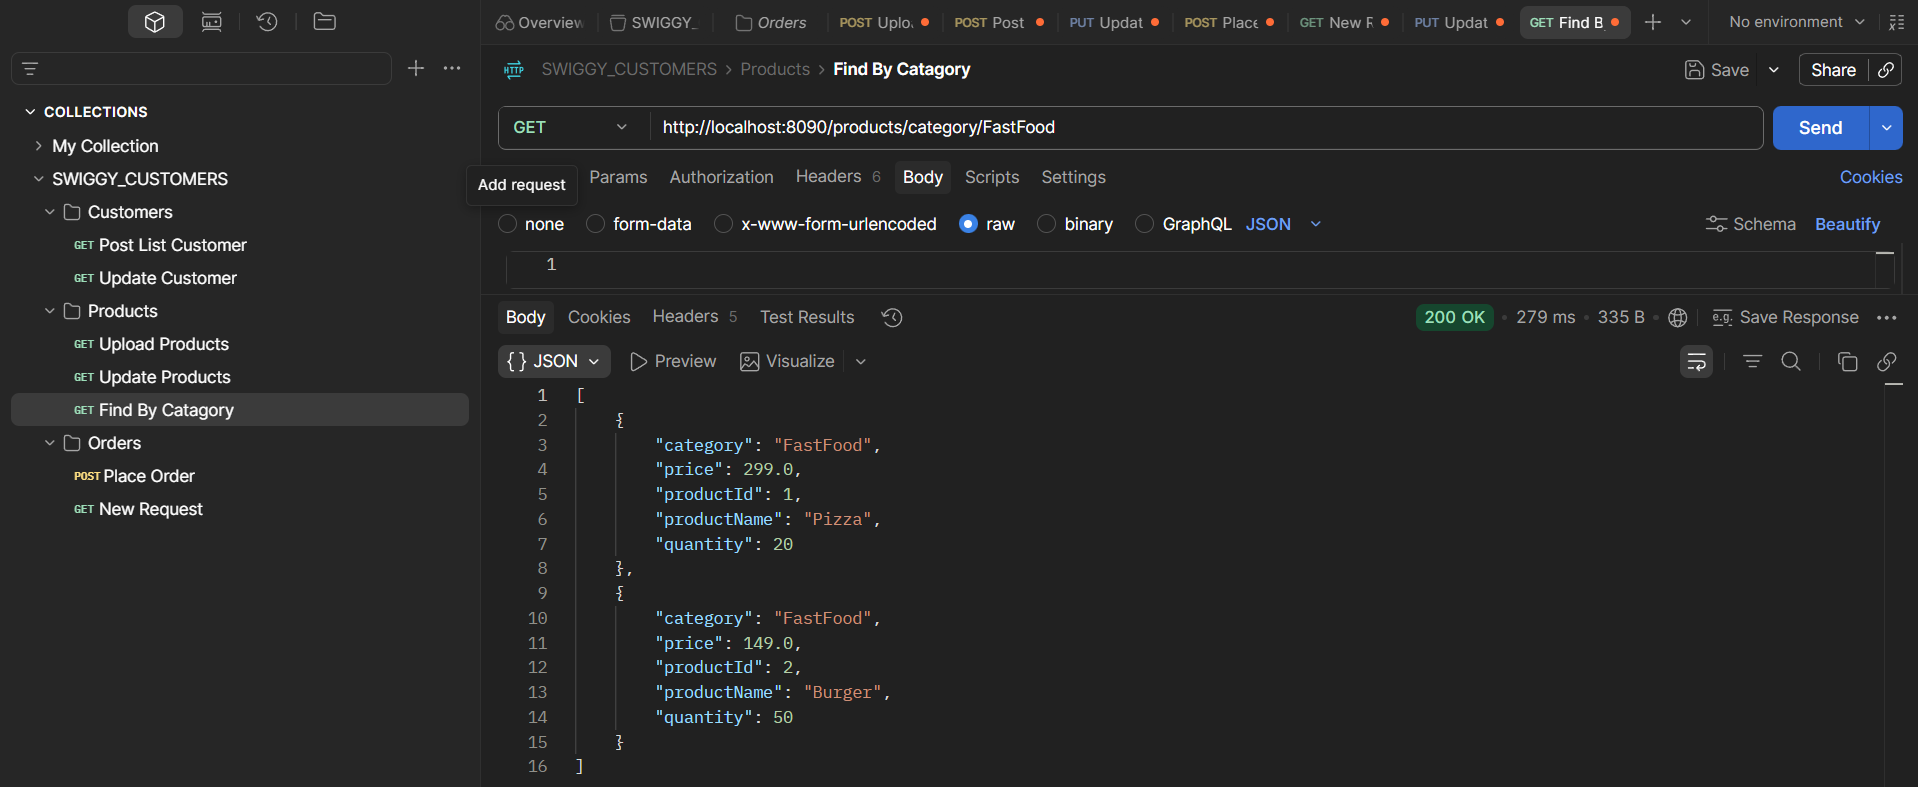 Overview
SWIGGY_
Orders
POST Uplo
POST Post
PUT Updat
POST Place
GET New R
PUT Updat
GET Find B
No environment
SWIGGY_CUSTOMERS > Products > Find By Catagory
Save
Share
COLLECTIONS
My Collection
SWIGGY_CUSTOMERS
Customers
GET Post List Customer
GET Update Customer
Products
GET Upload Products
GET Update Products
GET Find By Catagory
Orders
POST Place Order
GET New Request
HTTP
GET
http://localhost:8090/products/category/FastFood
Send
Add request
Params Authorization Headers 6 Body Scripts Settings
Cookies
none form-data x-www-form-urlencoded raw binary GraphQL JSON
Schema Beautify
1
Body Cookies Headers 5 Test Results
200 OK • 279 ms • 335 B •
e.g. Save Response
{} JSON Preview Visualize
1 [
2 {
3 "category": "FastFood",
4 "price": 299.0,
5 "productId": 1,
6 "productName": "Pizza",
7 "quantity": 20
8 },
9 {
10 "category": "FastFood",
11 "price": 149.0,
12 "productId": 2,
13 "productName": "Burger",
14 "quantity": 50
15 }
16 ]